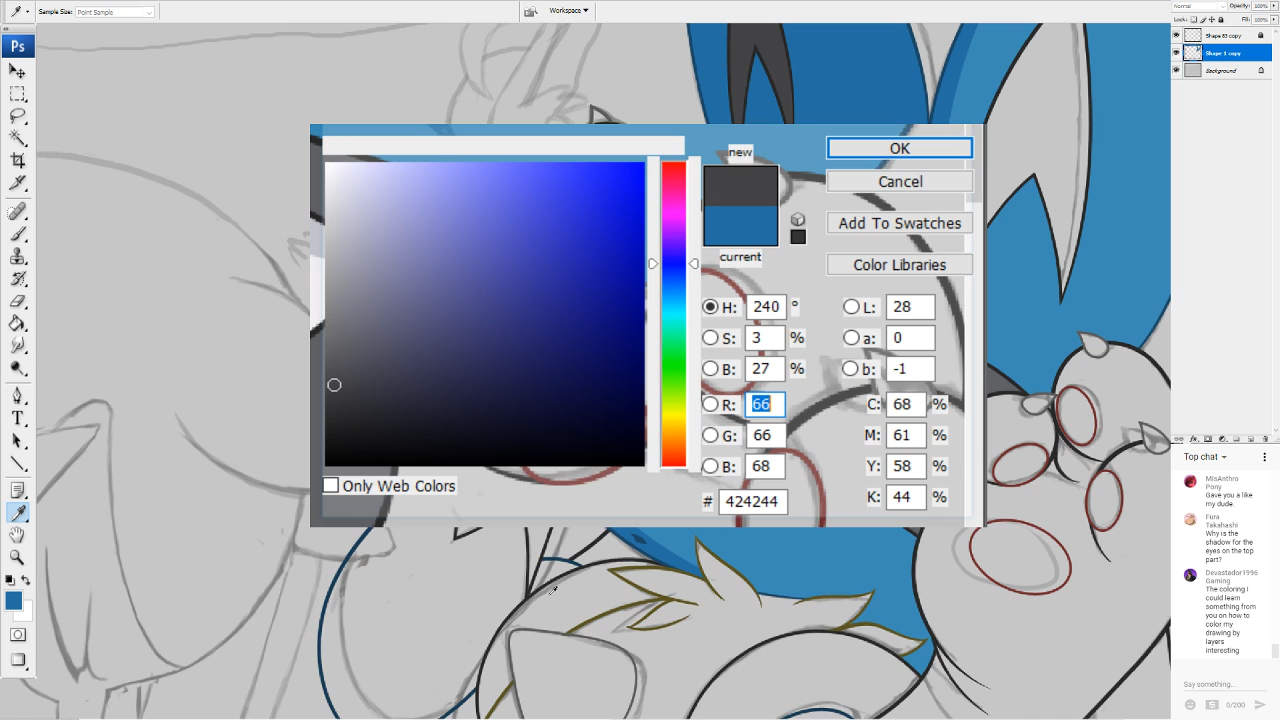 Sample Size: Point Sample
Workspace
Normal
Opacity: 100%
Lock:
Fill: 100%
Ps
Shape 83 copy
Shape 1 copy
Background
new
OK
Cancel
Add To Swatches
current
Color Libraries
H: 240 °
L: 28
S: 3 %
a: 0
B: 27 %
b: -1
R: 66
C: 68 %
G: 66
M: 61 %
B: 68
Y: 58 %
Only Web Colors
# 424244
K: 44 %
T
fx
Top chat
MisAnthro
Pony
Gave you a like
my dude.
Fura
Takahashi
Why is the
shadow for the
eyes on the top
part?
Devastador1996
Gaming
The coloring I
could learn
something from
you on how to
color my
drawing by
layers
interesting
Say something...
0/200